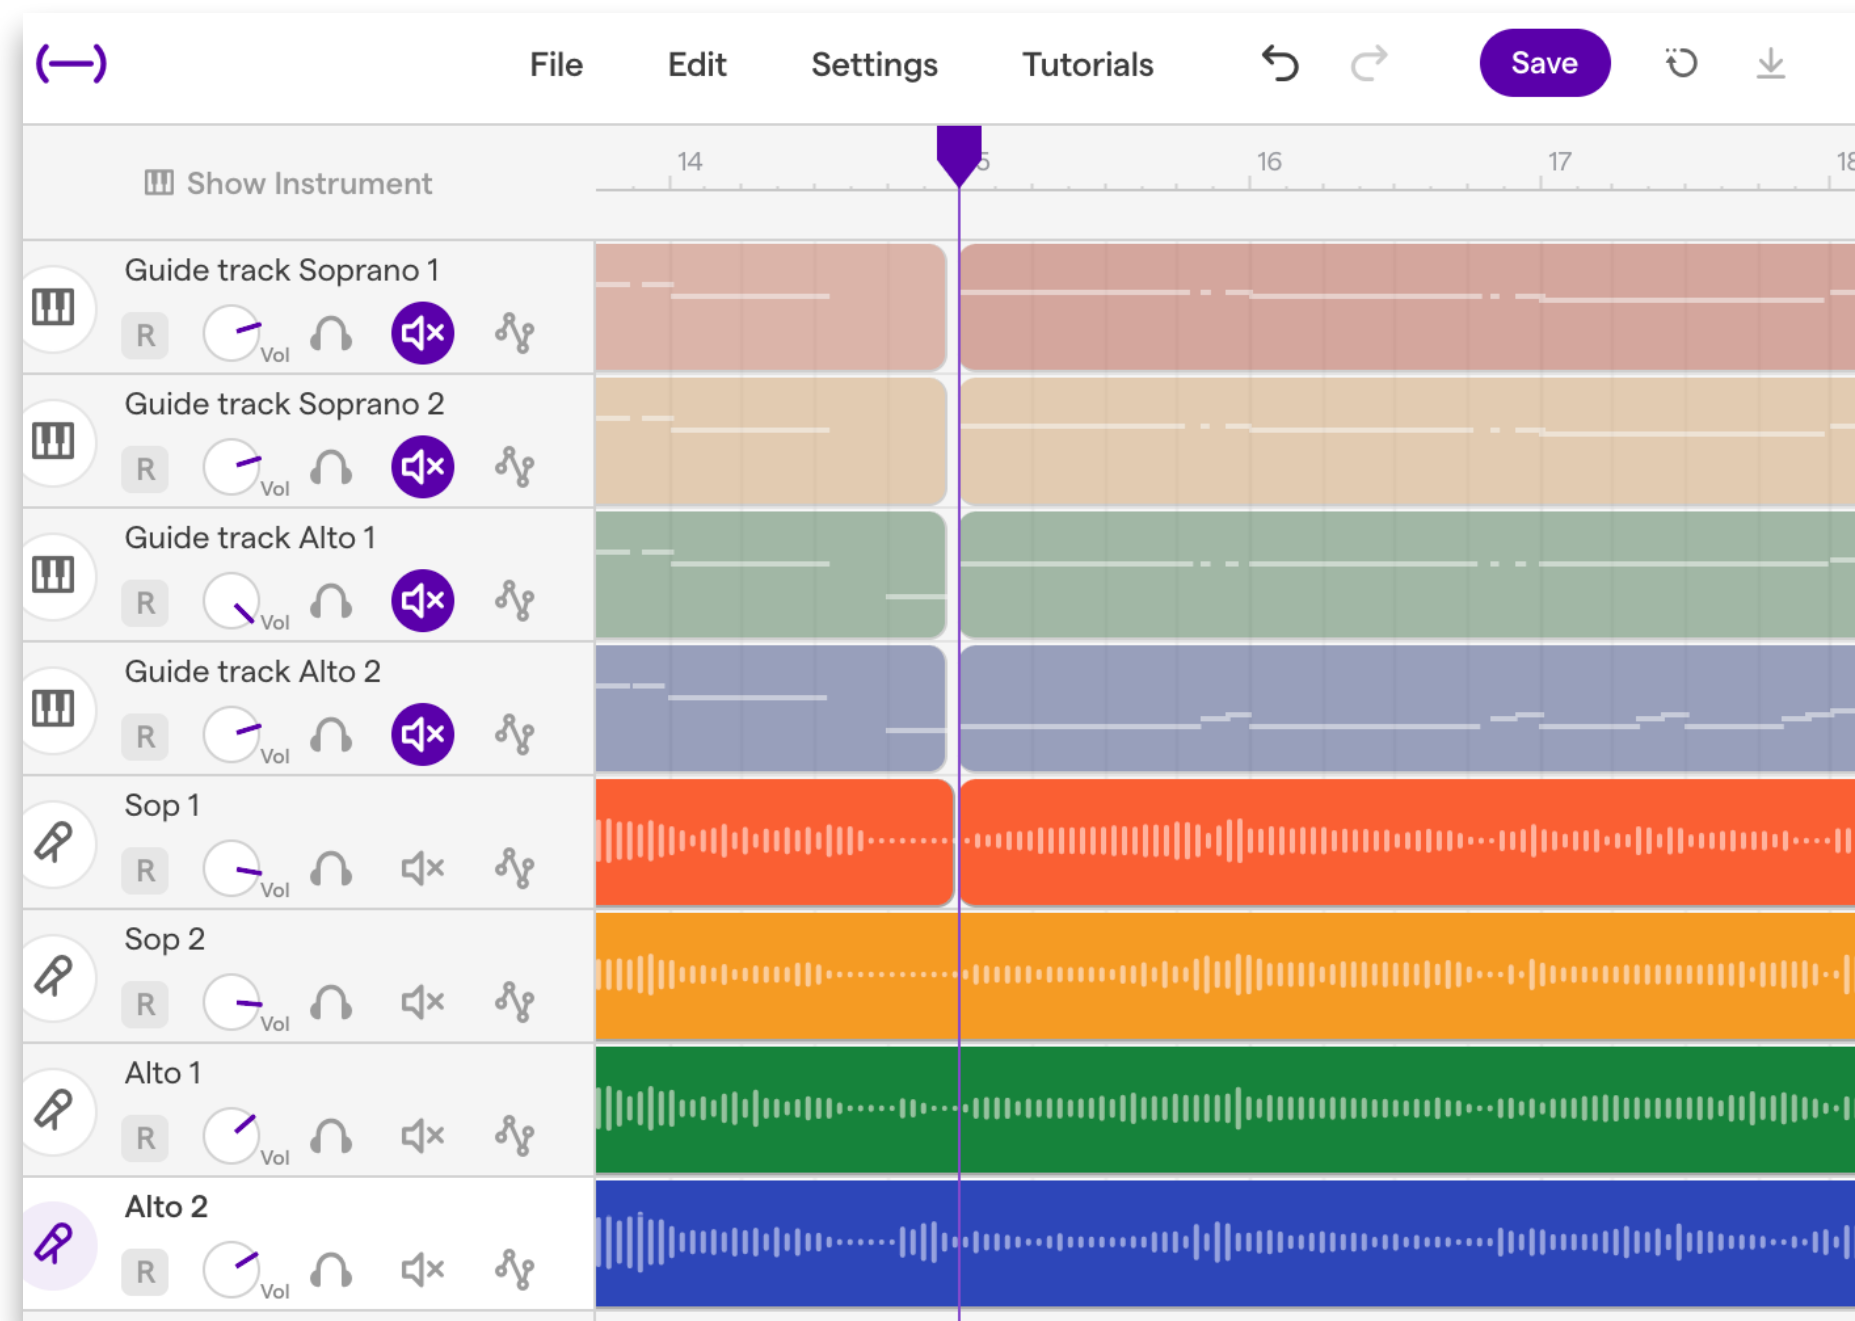 File Edit Settings Tutorials Save
Show Instrument
14 5 16 17 18
Guide track Soprano 1
R Vol
Guide track Soprano 2
R Vol
Guide track Alto 1
R Vol
Guide track Alto 2
R Vol
Sop 1
R Vol
Sop 2
R Vol
Alto 1
R Vol
Alto 2
R Vol